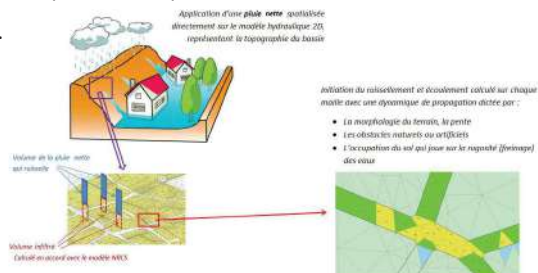 Application d'une pluie nette spatialisée
directement sur le modèle hydraulique 2D,
représentant la topographie du bassin
Initiation du ruissellement et écoulement calculé sur chaque
maille avec une dynamique de propagation dictée par :
• La morphologie du terrain, la pente
• Les obstacles naturels ou artificiels
• L'occupation du sol qui joue sur la rugosité (freinage)
des eaux
Volume de la pluie nette
qui ruisselle
Volume infiltré
Calculé en accord avec le modèle NRCS